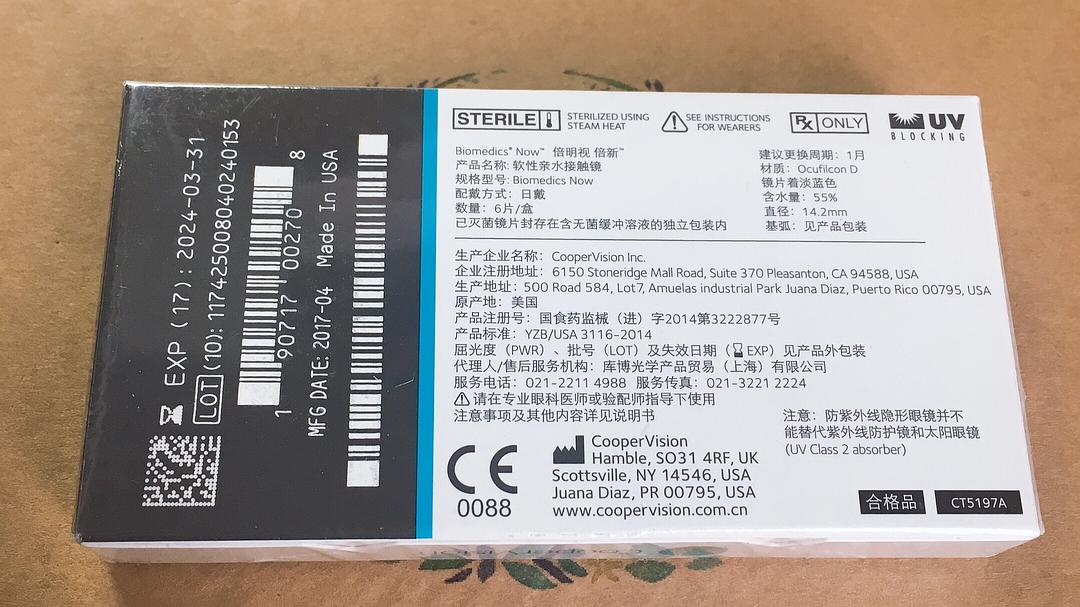 EXP (17): 2024-03-31
LOT (10): 11742500804024​0153
1 90717 00270 8
MFG DATE: 2017-04 Made In USA
STERILE STERILIZED USING STEAM HEAT
SEE INSTRUCTIONS FOR WEARERS
Rx ONLY
UV BLOCKING
Biomedics® Now™ 倍明视 倍新™
产品名称: 软性亲水接触镜
规格型号: Biomedics Now
配戴方式: 日戴
数量: 6片/盒
已灭菌镜片封存在含无菌缓冲溶液的独立包装内
建议更换周期: 1月
材质: Ocufilcon D
镜片着淡蓝色
含水量: 55%
直径: 14.2mm
基弧: 见产品包装
生产企业名称: CooperVision Inc.
企业注册地址: 6150 Stoneridge Mall Road, Suite 370 Pleasanton, CA 94588, USA
生产地址: 500 Road 584, Lot7, Amuelas industrial Park Juana Diaz, Puerto Rico 00795, USA
原产地: 美国
产品注册号: 国食药监械（进）字2014第3222877号
产品标准: YZB/USA 3116-2014
屈光度（PWR）、批号（LOT）及失效日期（EXP）见产品外包装
代理人/售后服务机构: 库博光学产品贸易（上海）有限公司
服务电话: 021-2211 4988 服务传真: 021-3221 2224
请在专业眼科医师或验配师指导下使用
注意事项及其他内容详见说明书
注意: 防紫外线隐形眼镜并不
能替代紫外线防护镜和太阳眼镜
(UV Class 2 absorber)
CE
0088
CooperVision
Hamble, SO31 4RF, UK
Scottsville, NY 14546, USA
Juana Diaz, PR 00795, USA
www.coopervision.com.cn
合格品
CT5197A